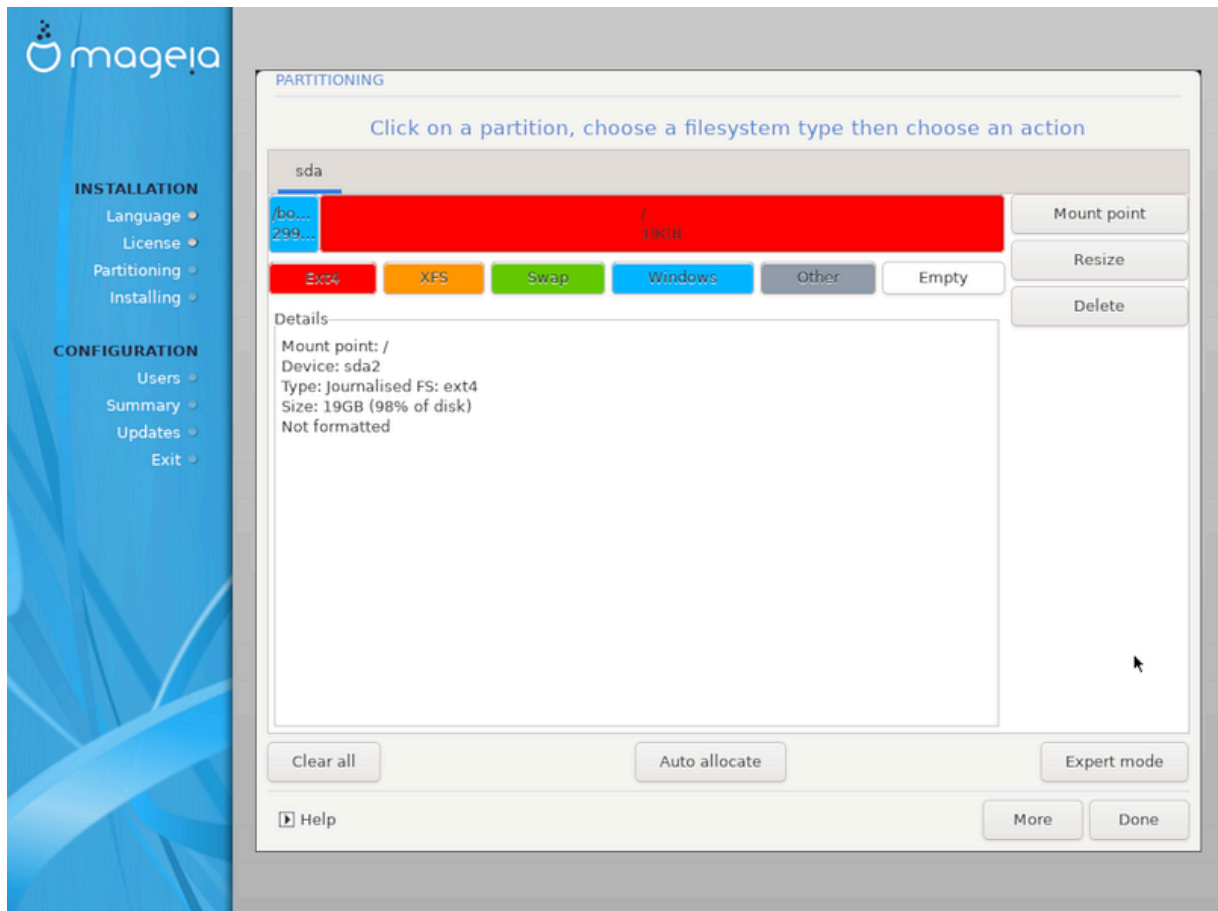 mageia
INSTALLATION
Language
License
Partitioning
Installing
CONFIGURATION
Users
Summary
Updates
Exit
PARTITIONING
Click on a partition, choose a filesystem type then choose an action
sda
/bo...
299...
/
19GB
Mount point
Resize
Delete
Ext4
XFS
Swap
Windows
Other
Empty
Details
Mount point: /
Device: sda2
Type: Journalised FS: ext4
Size: 19GB (98% of disk)
Not formatted
Clear all
Auto allocate
Expert mode
Help
More
Done